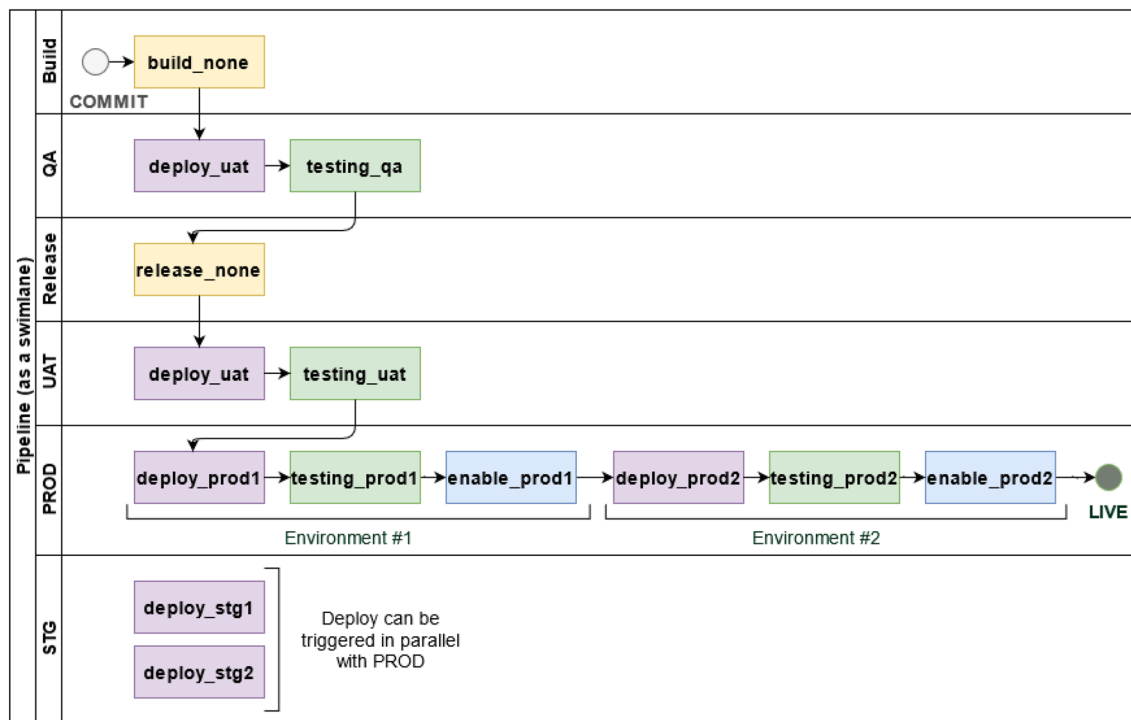 Pipeline (as a swimlane)
Build
COMMIT
build_none
QA
deploy_uat
testing_qa
Release
release_none
UAT
deploy_uat
testing_uat
PROD
deploy_prod1
testing_prod1
enable_prod1
deploy_prod2
testing_prod2
enable_prod2
LIVE
Environment #1
Environment #2
STG
deploy_stg1
deploy_stg2
Deploy can be
triggered in parallel
with PROD